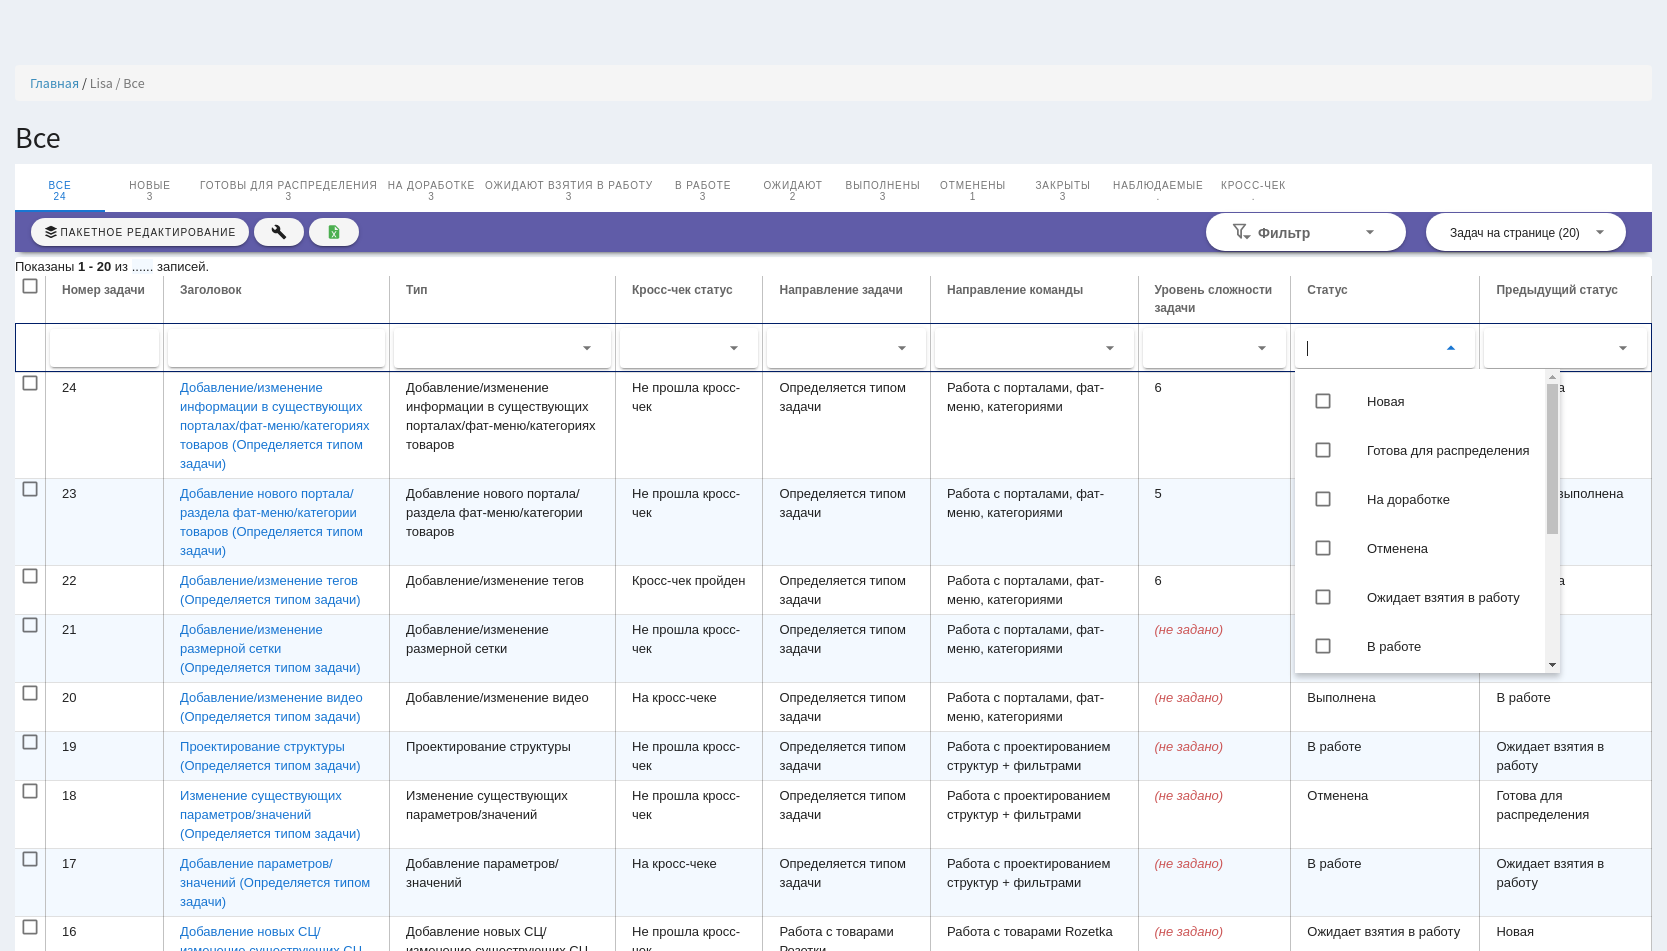 Главная / Lisa / Все
Все
ВСЕ НОВЫЕ ГОТОВЫ ДЛЯ РАСПРЕДЕЛЕНИЯ НА ДОРАБОТКЕ ОЖИДАЮТ ВЗЯТИЯ В РАБОТУ В РАБОТЕ ОЖИДАЮТ ВЫПОЛНЕНЫ ОТМЕНЕНЫ ЗАКРЫТЫ НАБЛЮДАЕМЫЕ КРОСС-ЧЕК
24 3 3 3 3 3 2 3 1 3 . .
ПАКЕТНОЕ РЕДАКТИРОВАНИЕ Фильтр Задач на странице (20)
Показаны 1 - 20 из ...... записей.
Номер задачи Заголовок Тип Кросс-чек статус Направление задачи Направление команды Уровень сложности Статус Предыдущий статус
задачи
24 Добавление/изменение Добавление/изменение Не прошла кросс- Определяется типом Работа с порталами, фат- 6 а
информации в существующих информации в существующих чек задачи меню, категориями Новая
порталах/фат-меню/категориях порталах/фат-меню/категориях
товаров (Определяется типом товаров Готова для распределения
задачи)
23 Добавление нового портала/ Добавление нового портала/ Не прошла кросс- Определяется типом Работа с порталами, фат- 5 На доработке выполнена
раздела фат-меню/категории раздела фат-меню/категории чек задачи меню, категориями
товаров (Определяется типом товаров
задачи) Отменена
22 Добавление/изменение тегов Добавление/изменение тегов Кросс-чек пройден Определяется типом Работа с порталами, фат- 6 а
(Определяется типом задачи) задачи меню, категориями Ожидает взятия в работу
21 Добавление/изменение Добавление/изменение Не прошла кросс- Определяется типом Работа с порталами, фат- (не задано)
размерной сетки размерной сетки чек задачи меню, категориями В работе
(Определяется типом задачи)
20 Добавление/изменение видео Добавление/изменение видео На кросс-чеке Определяется типом Работа с порталами, фат- (не задано) Выполнена В работе
(Определяется типом задачи) задачи меню, категориями
19 Проектирование структуры Проектирование структуры Не прошла кросс- Определяется типом Работа с проектированием (не задано) В работе Ожидает взятия в
(Определяется типом задачи) чек задачи структур + фильтрами работу
18 Изменение существующих Изменение существующих Не прошла кросс- Определяется типом Работа с проектированием (не задано) Отменена Готова для
параметров/значений параметров/значений чек задачи структур + фильтрами распределения
(Определяется типом задачи)
17 Добавление параметров/ Добавление параметров/ На кросс-чеке Определяется типом Работа с проектированием (не задано) В работе Ожидает взятия в
значений (Определяется типом значений задачи структур + фильтрами работу
задачи)
16 Добавление новых СЦ/ Добавление новых СЦ/ Не прошла кросс- Работа с товарами Работа с товарами Rozetka (не задано) Ожидает взятия в работу Новая
изменение существующих СЦ изменение существующих СЦ чек Розетки